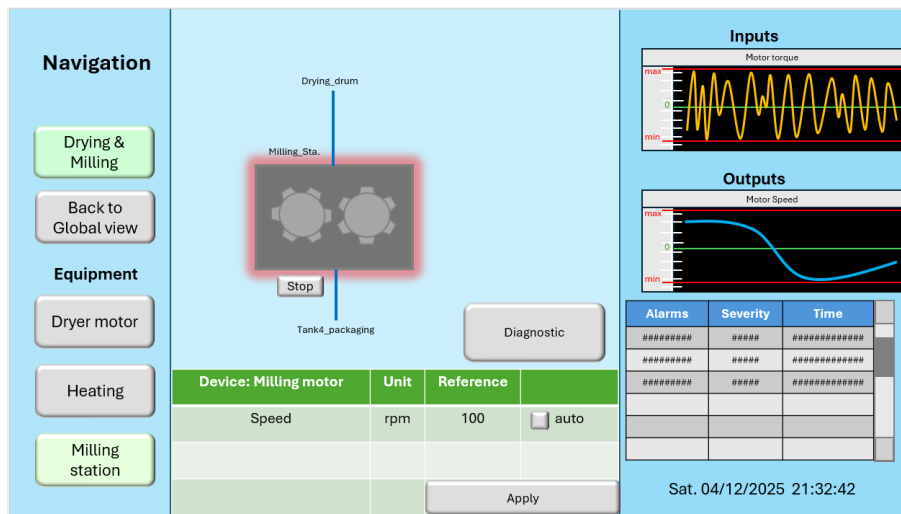 Navigation
Drying &
Milling
Back to
Global view
Equipment
Dryer motor
Heating
Milling
station
Drying_drum
Milling_Sta.
Stop
Tank4_packaging
Diagnostic
Device: Milling motor Unit Reference
Speed rpm 100 auto
Apply
Inputs
Motor torque
max
0
min
Outputs
Motor Speed
max
0
min
Alarms Severity Time
######### ##### #############
######### ##### #############
######### ##### #############
Sat. 04/12/2025 21:32:42